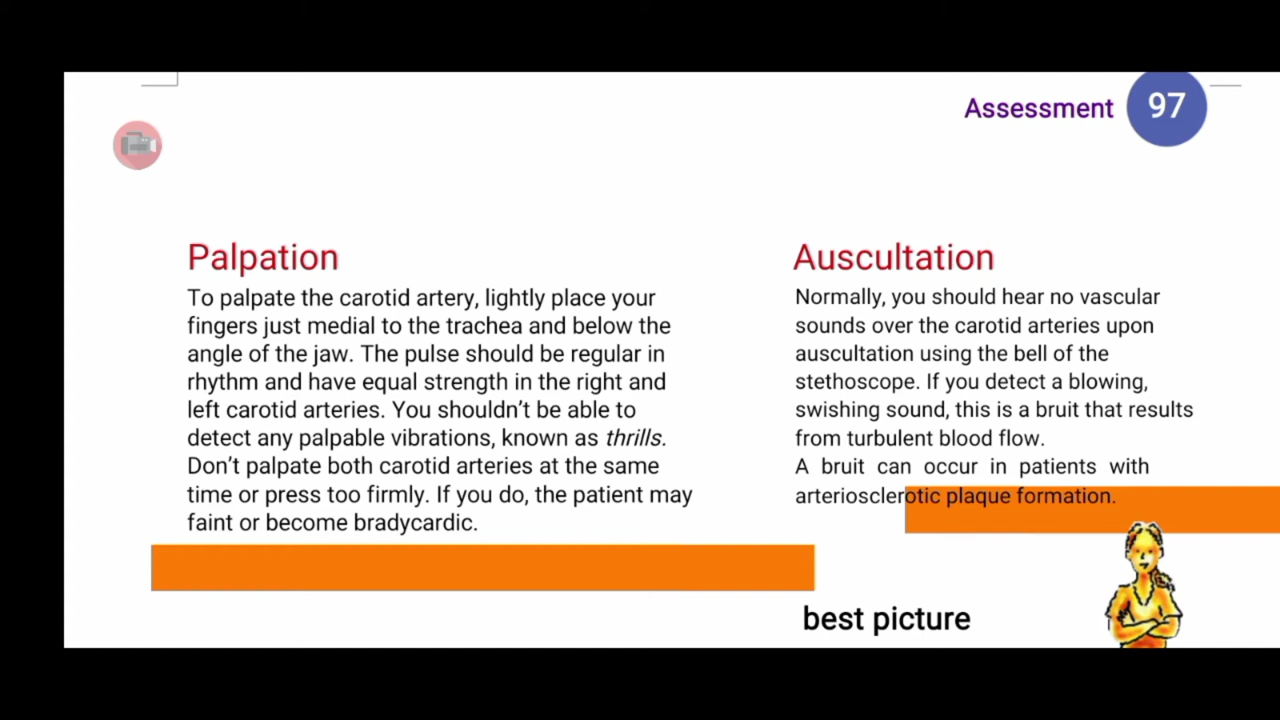 Assessment 97
Palpation
To palpate the carotid artery, lightly place your
fingers just medial to the trachea and below the
angle of the jaw. The pulse should be regular in
rhythm and have equal strength in the right and
left carotid arteries. You shouldn't be able to
detect any palpable vibrations, known as thrills.
Don't palpate both carotid arteries at the same
time or press too firmly. If you do, the patient may
faint or become bradycardic.
Auscultation
Normally, you should hear no vascular
sounds over the carotid arteries upon
auscultation using the bell of the
stethoscope. If you detect a blowing,
swishing sound, this is a bruit that results
from turbulent blood flow.
A bruit can occur in patients with
arteriosclerotic plaque formation.
best picture